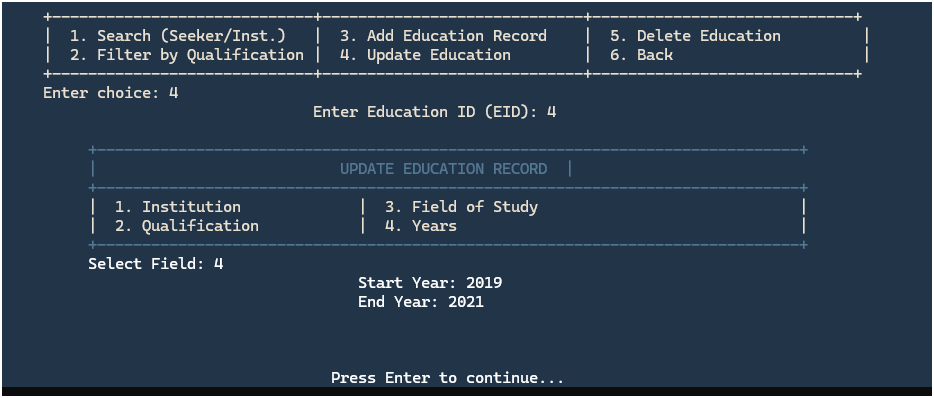 1. Search (Seeker/Inst.) | 3. Add Education Record | 5. Delete Education |
2. Filter by Qualification | 4. Update Education | 6. Back |
Enter choice: 4
Enter Education ID (EID): 4
UPDATE EDUCATION RECORD |
1. Institution | 3. Field of Study |
2. Qualification | 4. Years |
Select Field: 4
Start Year: 2019
End Year: 2021
Press Enter to continue...